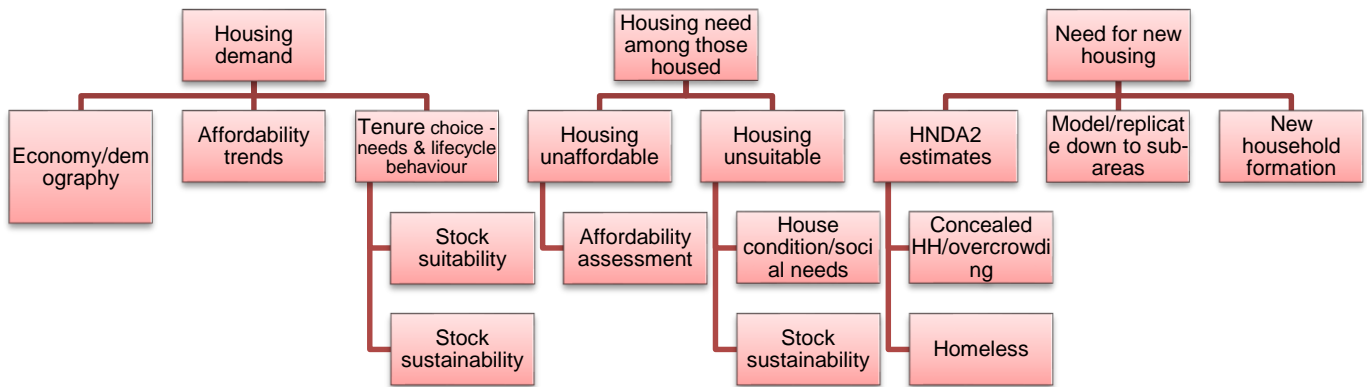 Housing
demand
Housing need
among those
housed
Need for new
housing
Economy/dem
ography
Affordability
trends
Tenure choice -
needs & lifecycle
behaviour
Housing
unaffordable
Housing
unsuitable
HNDA2
estimates
Model/replicat
e down to sub-
areas
New
household
formation
Stock
suitability
Affordability
assessment
House
condition/soci
al needs
Concealed
HH/overcrowdi
ng
Stock
sustainability
Stock
sustainability
Homeless